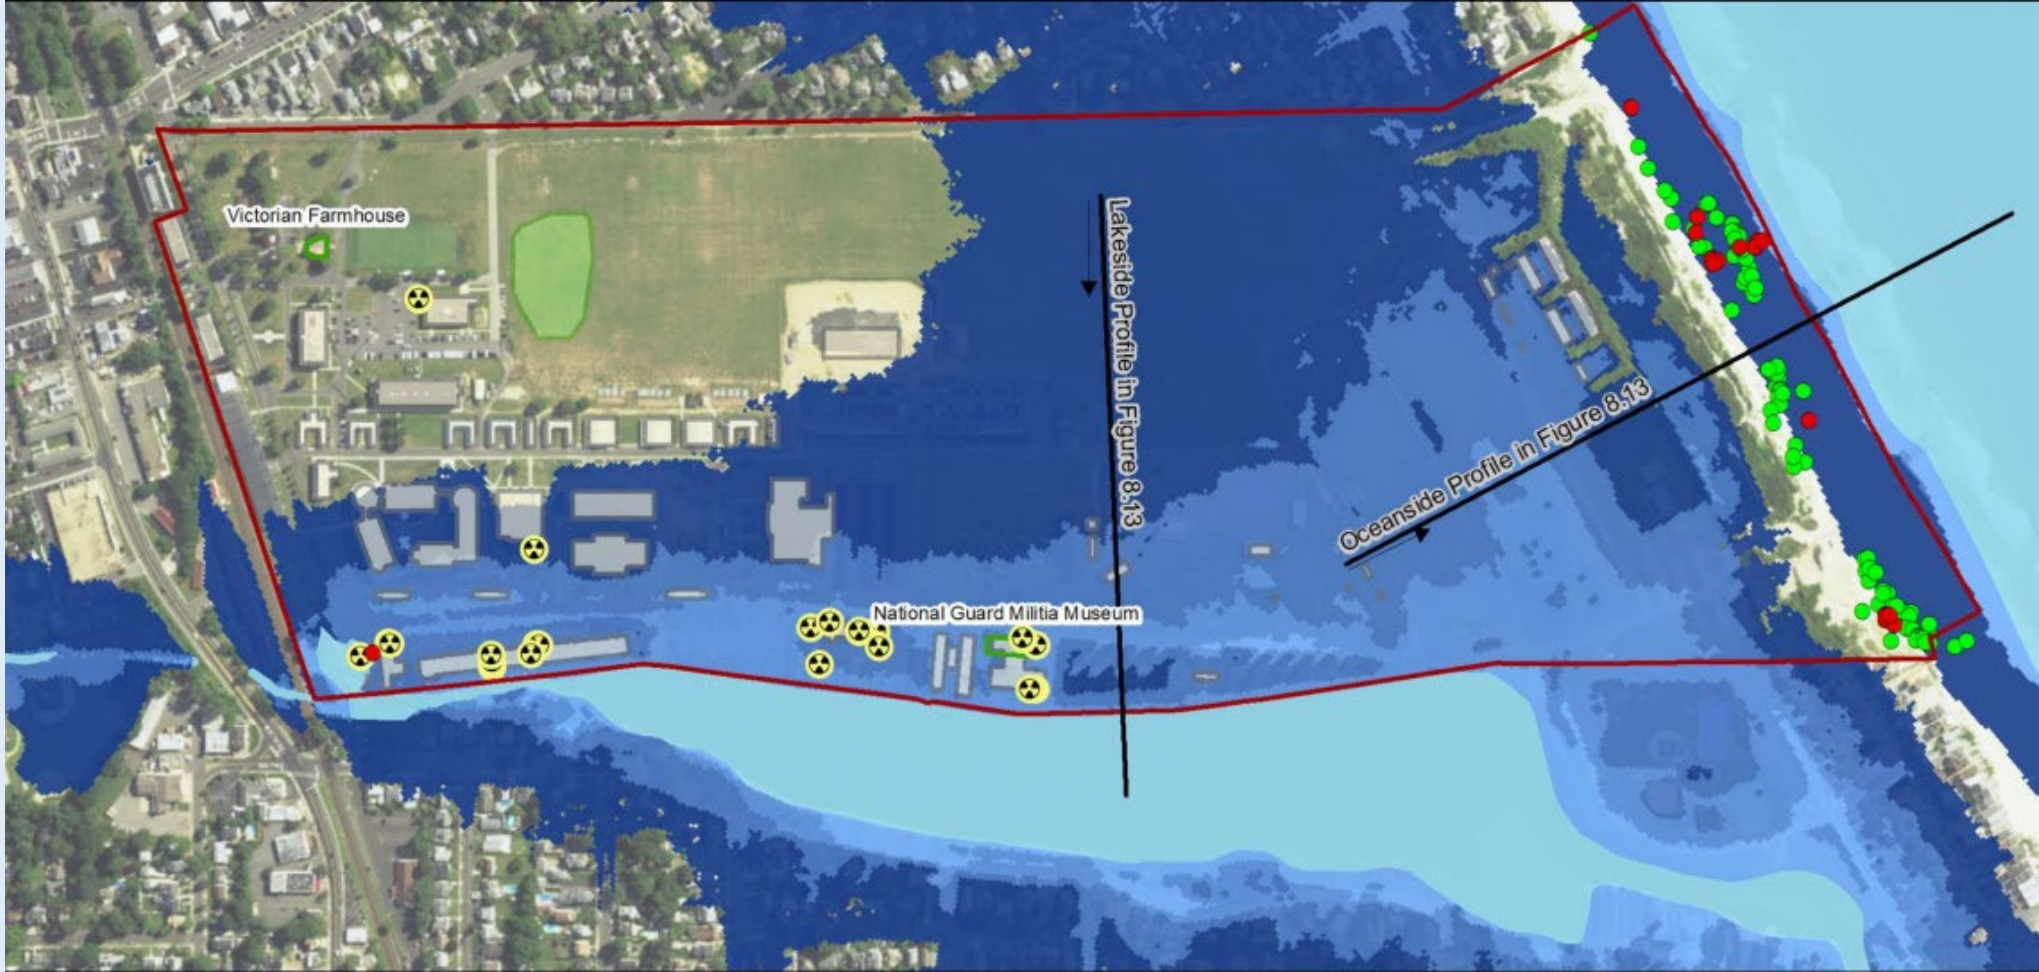 Victorian Farmhouse
Lakeside Profile in Figure 8.13
Oceanside Profile in Figure 8.13
National Guard Militia Museum